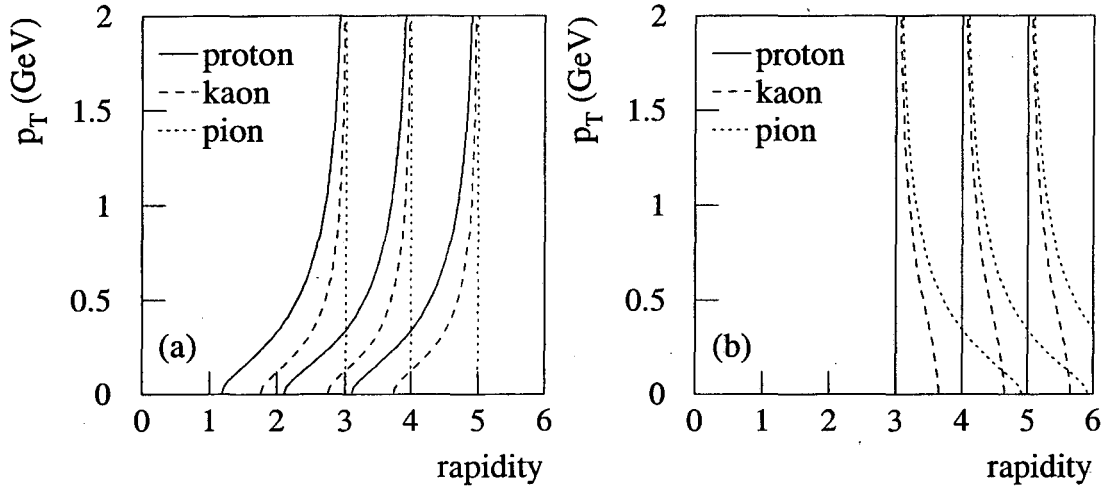 2
1.5
1
0.5
0
p_T (GeV)
proton
kaon
pion
(a)
0 1 2 3 4 5 6
rapidity
2
1.5
1
0.5
0
p_T (GeV)
proton
kaon
pion
(b)
0 1 2 3 4 5 6
rapidity